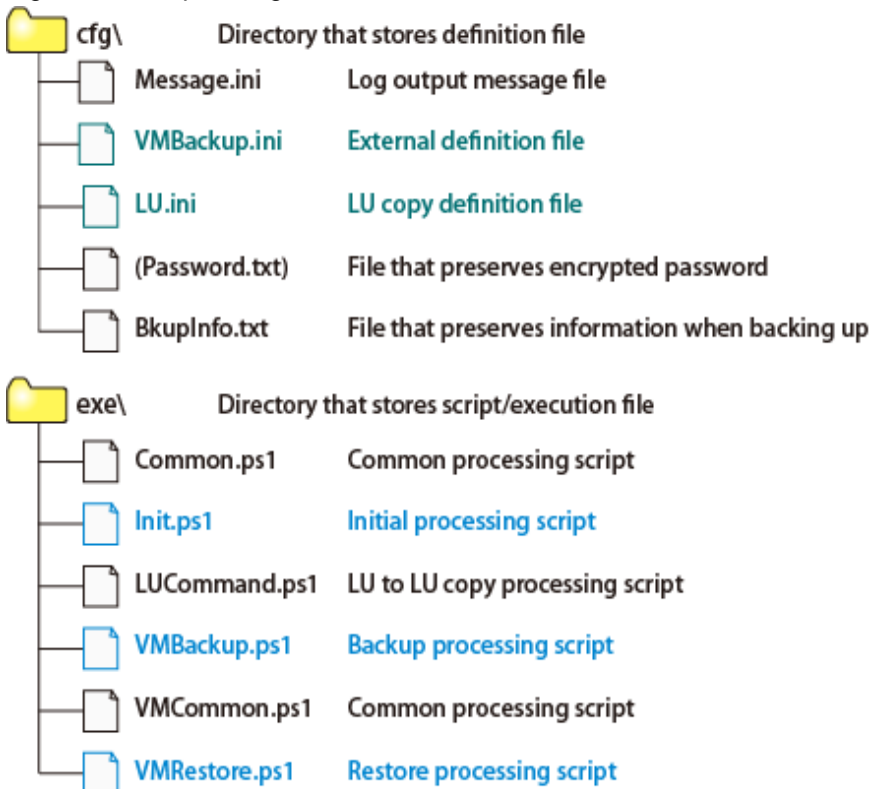 cfg\ Directory that stores definition file
Message.ini Log output message file
VMBackup.ini External definition file
LU.ini LU copy definition file
(Password.txt) File that preserves encrypted password
BkupInfo.txt File that preserves information when backing up
exe\ Directory that stores script/execution file
Common.ps1 Common processing script
Init.ps1 Initial processing script
LUCommand.ps1 LU to LU copy processing script
VMBackup.ps1 Backup processing script
VMCommon.ps1 Common processing script
VMRestore.ps1 Restore processing script